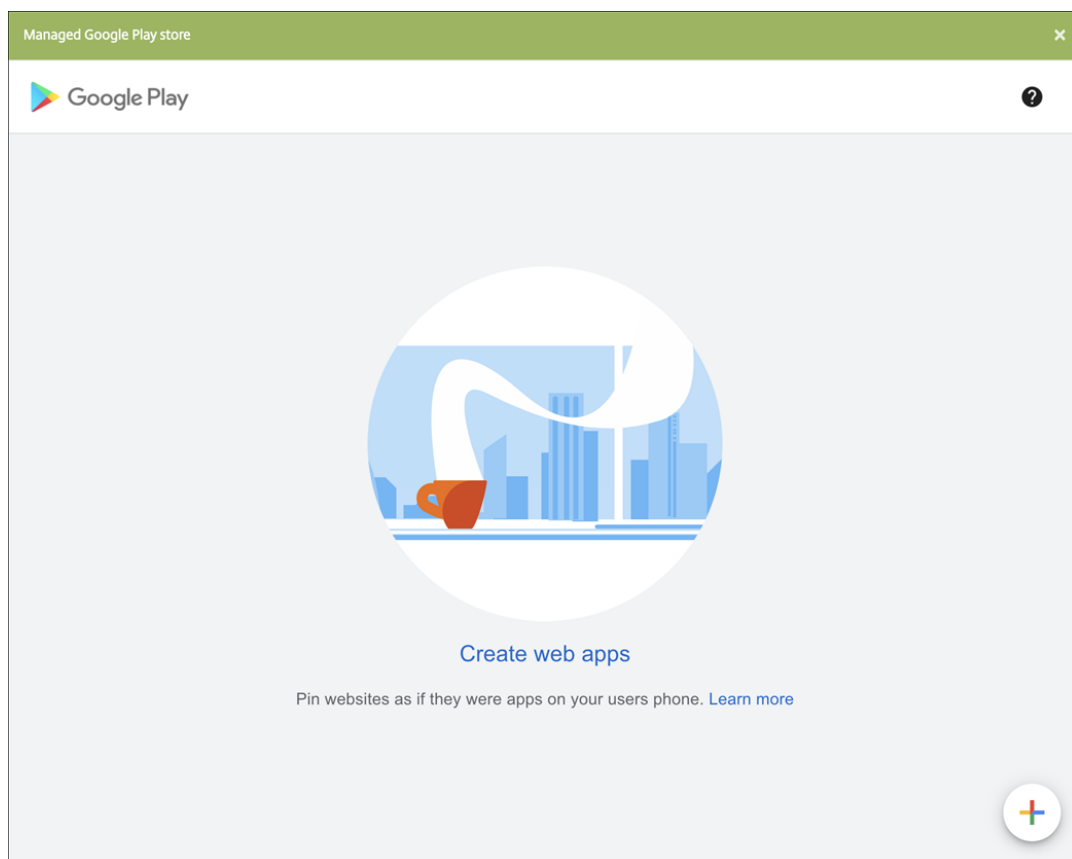 Managed Google Play store
Google Play
Create web apps
Pin websites as if they were apps on your users phone. Learn more